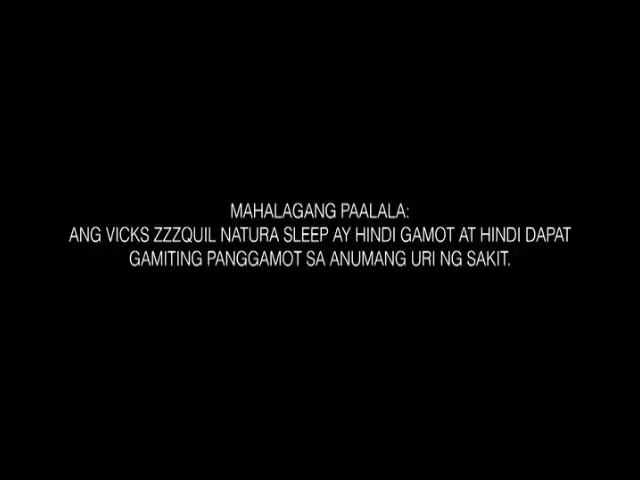 MAHALAGANG PAALALA:
ANG VICKS ZZZQUIL NATURA SLEEP AY HINDI GAMOT AT HINDI DAPAT
GAMITING PANGGAMOT SA ANUMANG URI NG SAKIT.